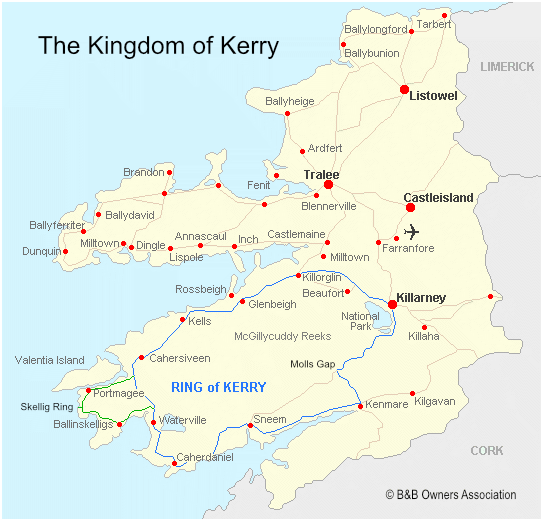 The Kingdom of Kerry
Ballylongford
Tarbert
Ballybunion
LIMERICK
Listowel
Ballyheige
Ardfert
Brandon
Fenit
Tralee
Castleisland
Blennerville
Ballydavid
Ballyferriter
Milltown
Dingle
Annascaul
Inch
Castlemaine
Farranfore
Dunquin
Lispole
Milltown
Killorglin
Rossbeigh
Glenbeigh
Beaufort
Killarney
Kells
National
Park
McGillycuddy Reeks
Killaha
Valentia Island
Cahersiveen
Molls Gap
RING of KERRY
Portmagee
Skellig Ring
Kenmare
Kilgavan
Ballinskelligs
Waterville
Sneem
Caherdaniel
CORK
© B&B Owners Association